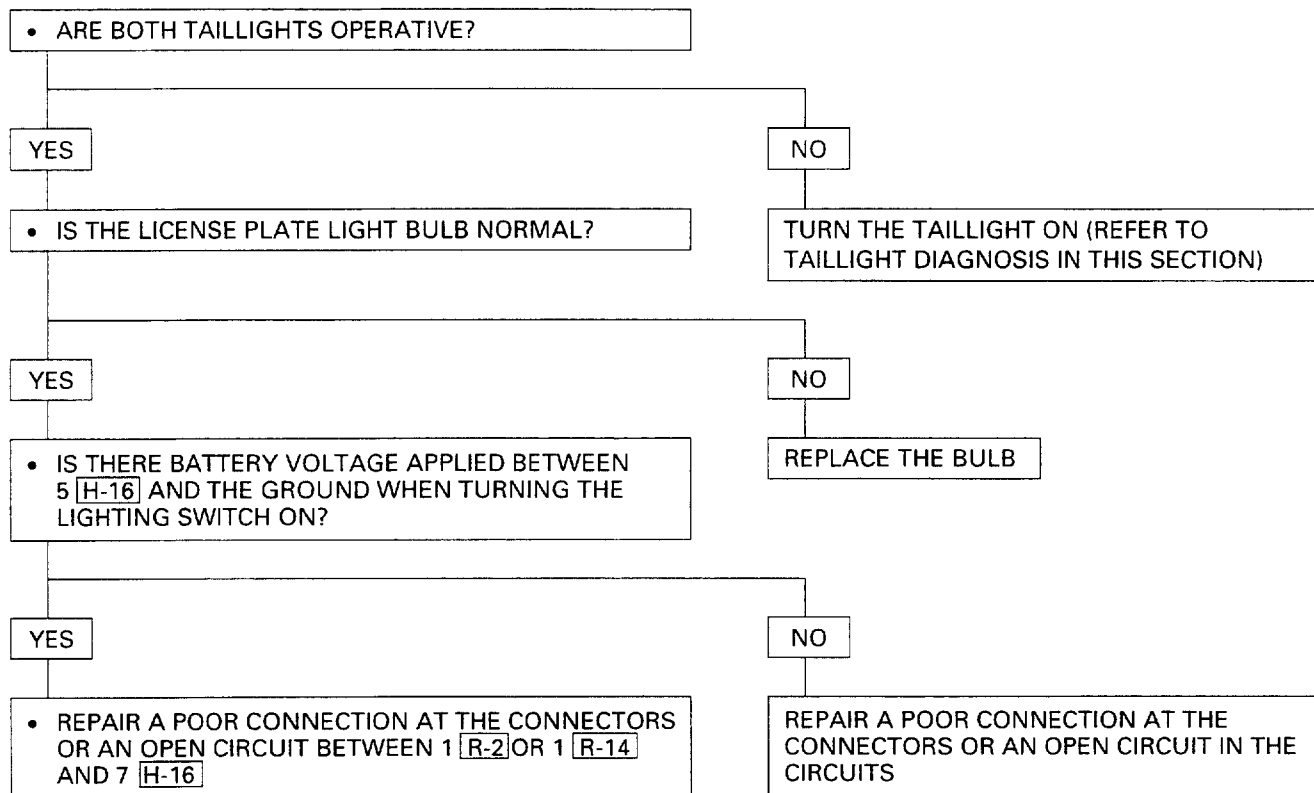 • ARE BOTH TAILLIGHTS OPERATIVE?
YES
NO
• IS THE LICENSE PLATE LIGHT BULB NORMAL?
TURN THE TAILLIGHT ON (REFER TO
TAILLIGHT DIAGNOSIS IN THIS SECTION)
YES
NO
• IS THERE BATTERY VOLTAGE APPLIED BETWEEN
5 H-16 AND THE GROUND WHEN TURNING THE
LIGHTING SWITCH ON?
REPLACE THE BULB
YES
NO
• REPAIR A POOR CONNECTION AT THE CONNECTORS
OR AN OPEN CIRCUIT BETWEEN 1 R-2 OR 1 R-14
AND 7 H-16
REPAIR A POOR CONNECTION AT THE
CONNECTORS OR AN OPEN CIRCUIT IN THE
CIRCUITS